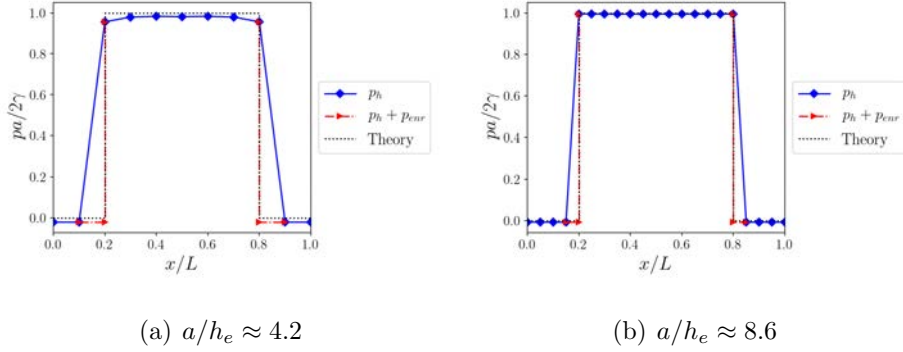 1.0
0.8
0.6
0.4
0.2
0.0
pa/2γ
0.0 0.2 0.4 0.6 0.8 1.0
x/L
p_h
p_h + p_enr
Theory
(a) a/h_e ≈ 4.2
1.0
0.8
0.6
0.4
0.2
0.0
pa/2γ
0.0 0.2 0.4 0.6 0.8 1.0
x/L
p_h
p_h + p_enr
Theory
(b) a/h_e ≈ 8.6